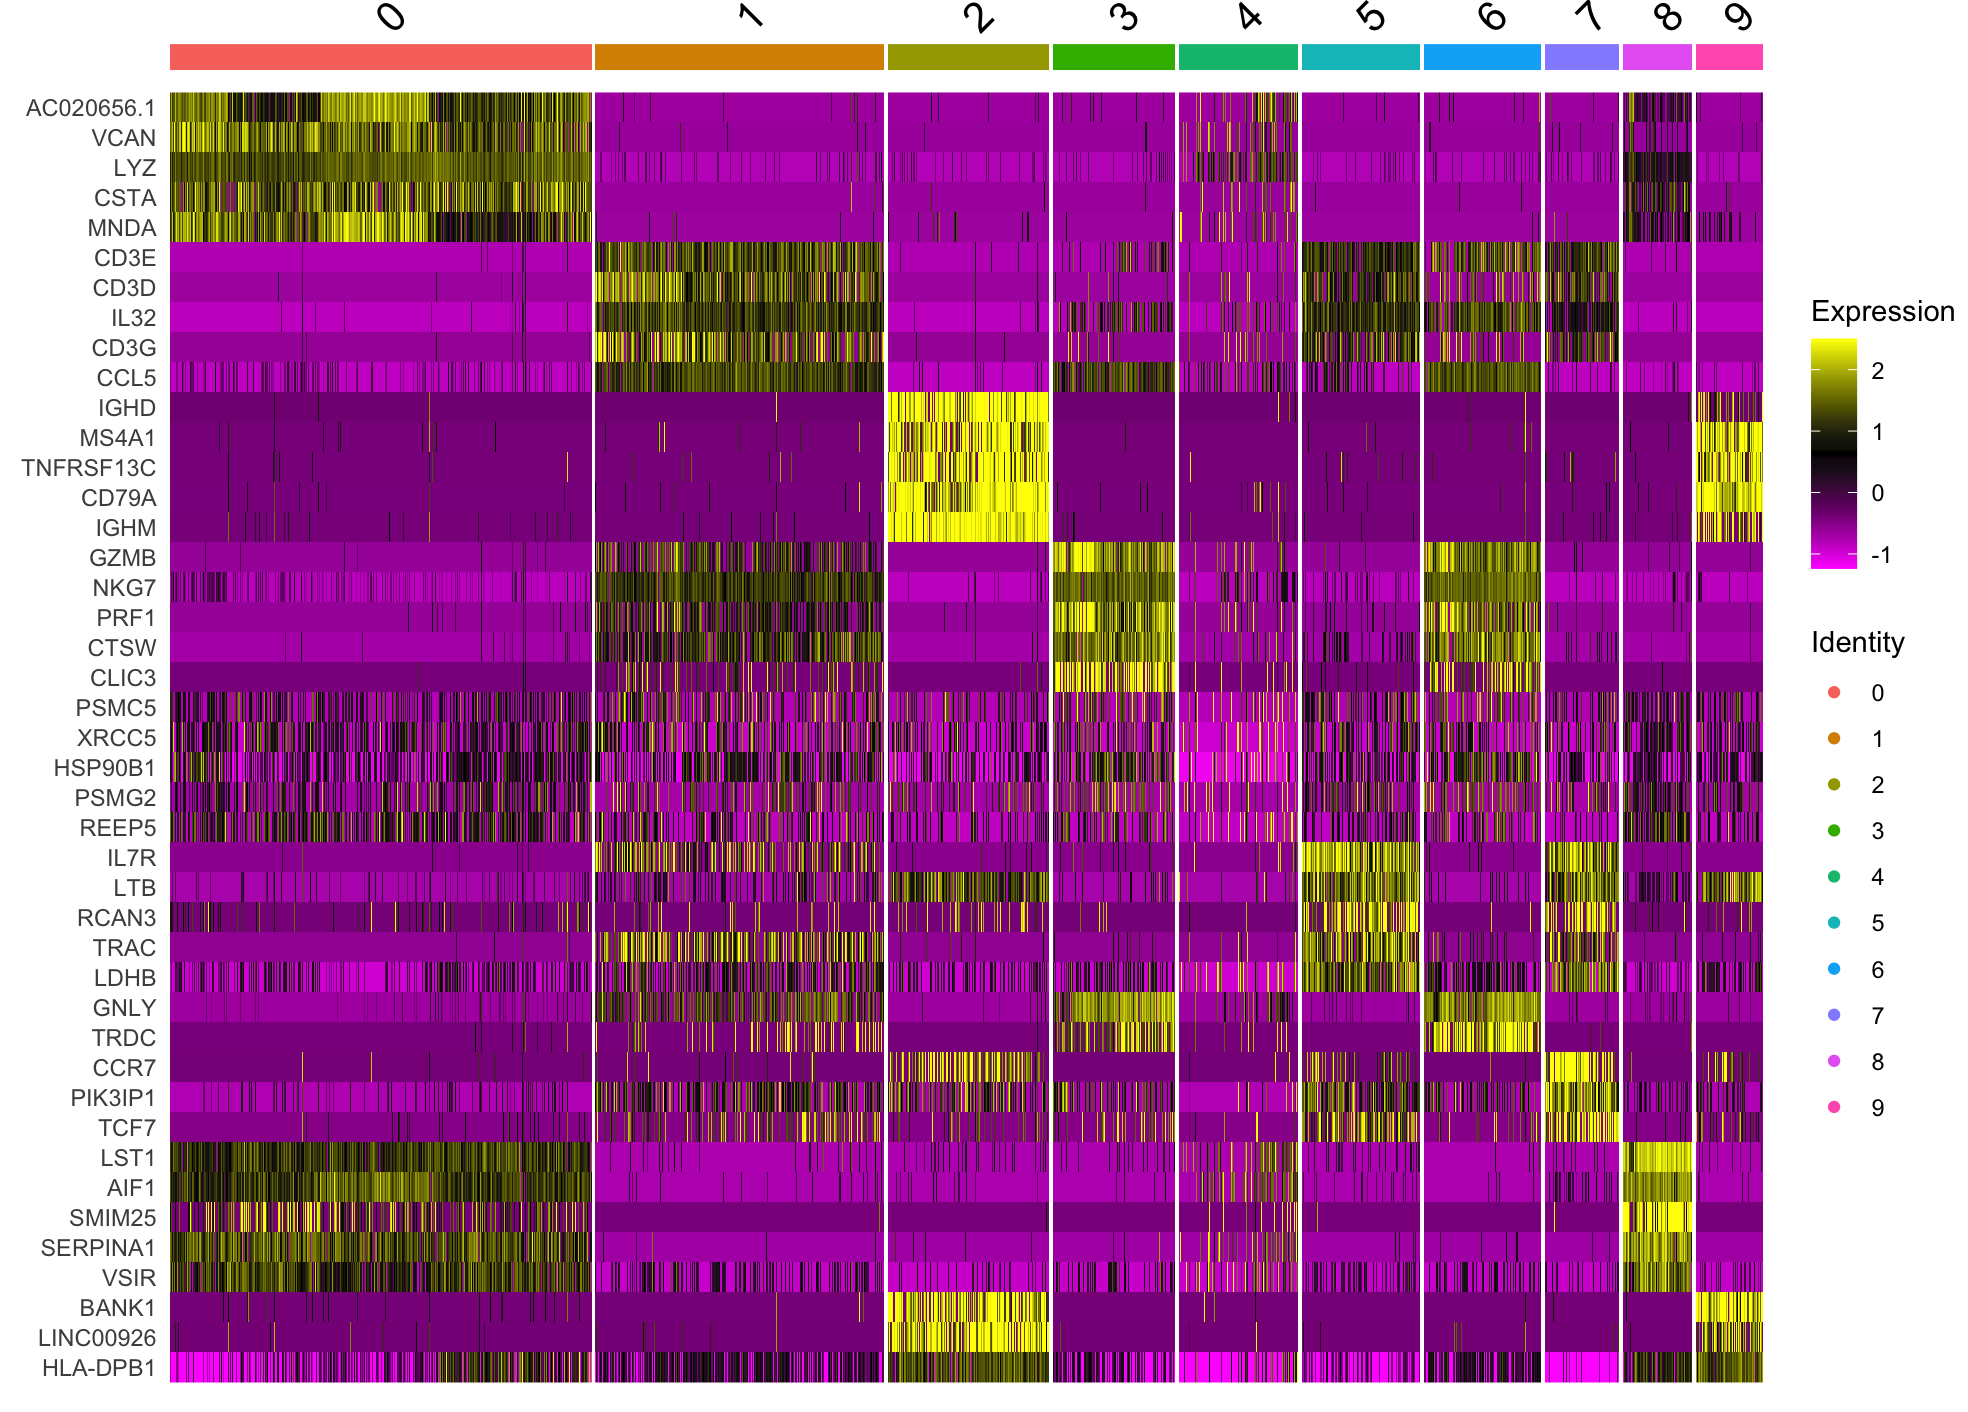 0 1 2 3 4 5 6 7 8 9
AC020656.1
VCAN
LYZ
CSTA
MNDA
CD3E
CD3D
IL32
CD3G
CCL5
IGHD
MS4A1
TNFRSF13C
CD79A
IGHM
GZMB
NKG7
PRF1
CTSW
CLIC3
PSMC5
XRCC5
HSP90B1
PSMG2
REEP5
IL7R
LTB
RCAN3
TRAC
LDHB
GNLY
TRDC
CCR7
PIK3IP1
TCF7
LST1
AIF1
SMIM25
SERPINA1
VSIR
BANK1
LINC00926
HLA-DPB1
Expression
2
1
0
-1
Identity
0
1
2
3
4
5
6
7
8
9